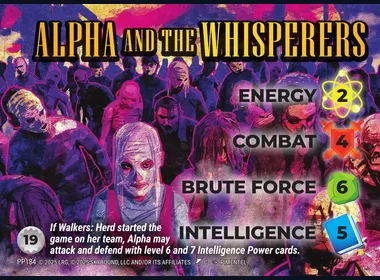 ALPHA AND THE WHISPERERS
ENERGY 2
COMBAT 4
BRUTE FORCE 6
INTELLIGENCE 5
19
If Walkers: Herd started the
game on her team, Alpha may
attack and defend with level 6 and 7 Intelligence Power cards.
PP184 © 2025 LRG, © 2025 SKYBOUND, LLC AND/OR ITS AFFILIATES